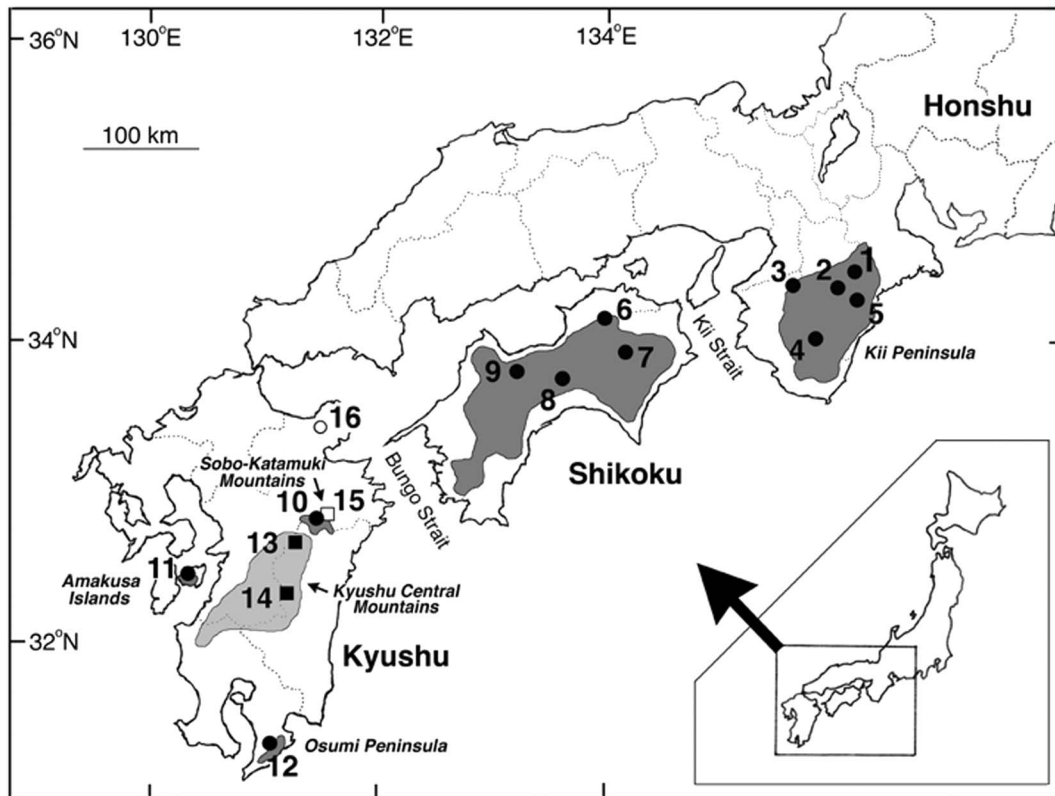 130°E
132°E
134°E
36°N
Honshu
100 km
1
3
2
5
6
34°N
4
Kii Peninsula
Kii Strait
7
9
8
16
Sobo-Katamuki
Mountains
Shikoku
Bungo Strait
10
15
13
11
Amakusa
Islands
14
Kyushu Central
Mountains
32°N
Kyushu
Osumi Peninsula
12